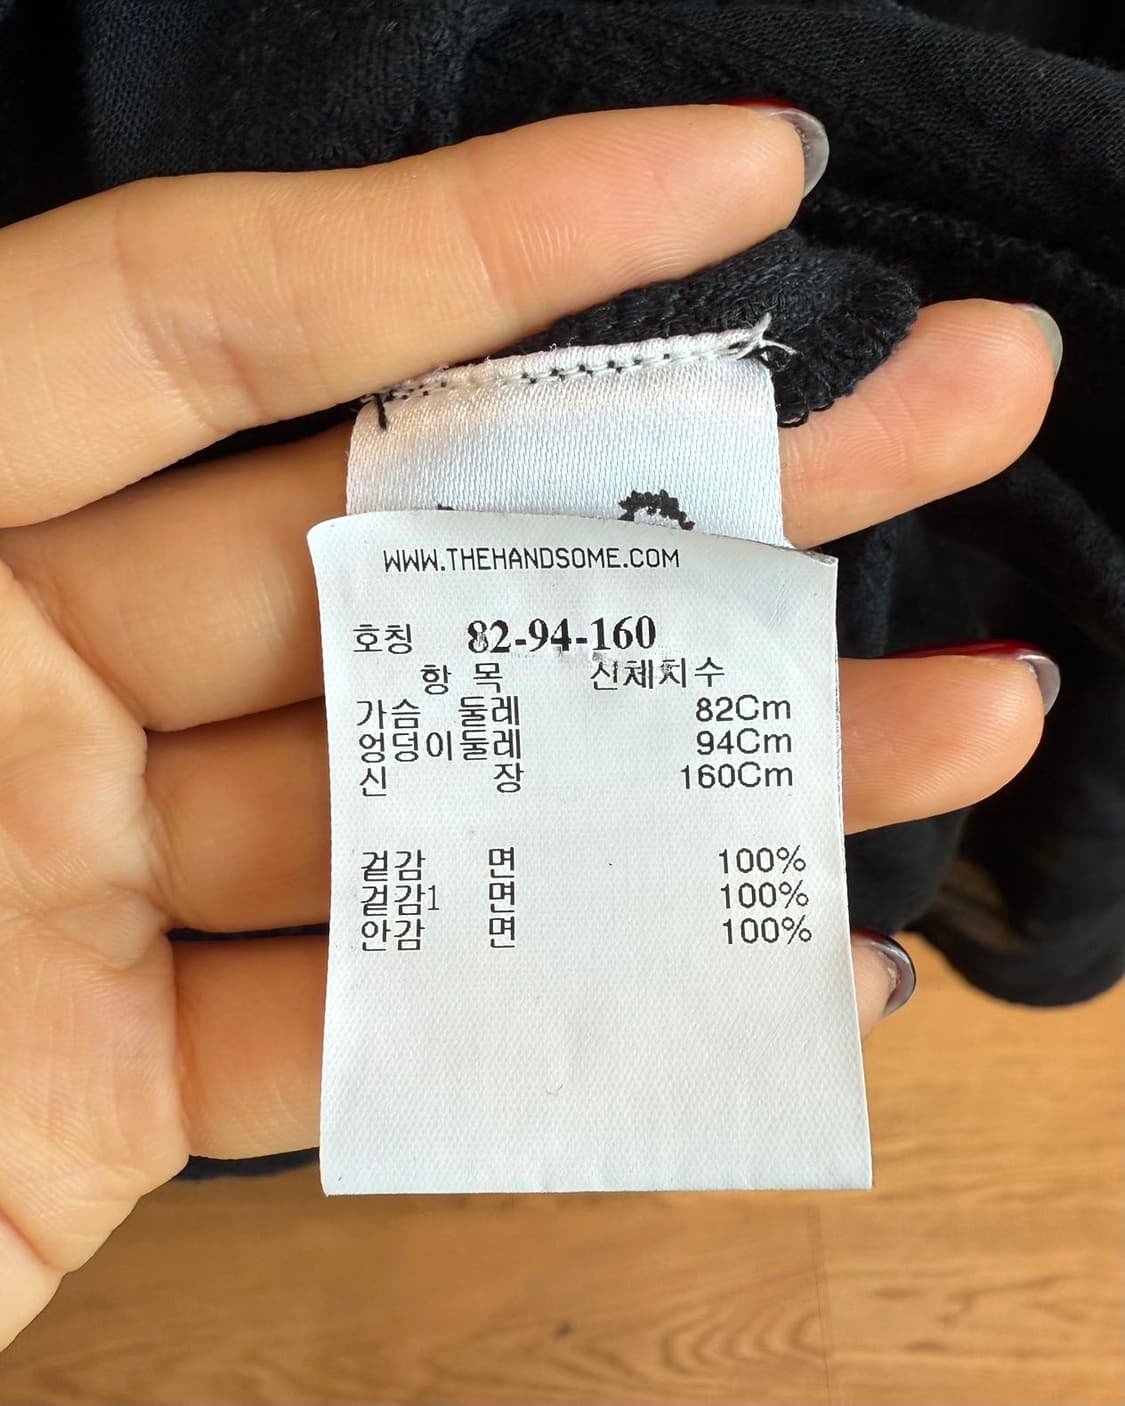 WWW.THEHANDSOME.COM
호칭 82-94-160
항 목 신체치수
가슴 둘레 82Cm
엉덩이둘레 94Cm
신 장 160Cm
겉감 면 100%
겉감1 면 100%
안감 면 100%